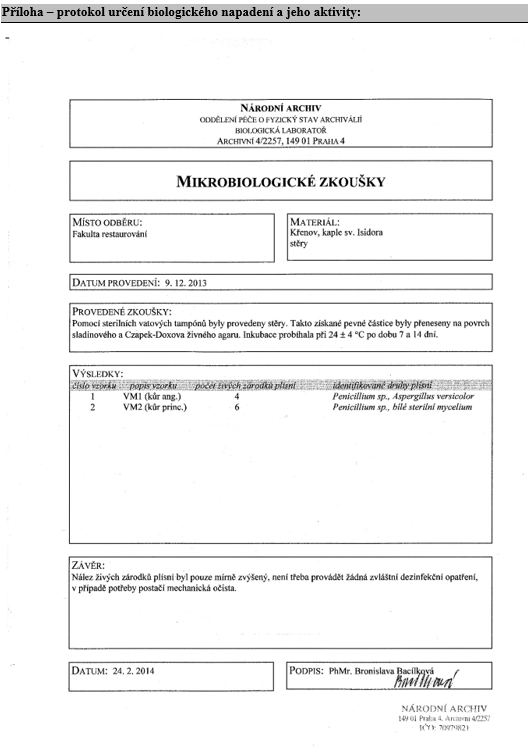 Příloha – protokol určení biologického napadení a jeho aktivity:
NÁRODNÍ ARCHIV
ODDĚLENÍ PÉČE O FYZICKÝ STAV ARCHIVÁLIÍ
BIOLOGICKÁ LABORATOŘ
ARCHIVNÍ 4/2257, 149 01 PRAHA 4
MIKROBIOLOGICKÉ ZKOUŠKY
MÍSTO ODBĚRU:
Fakulta restaurování
MATERIÁL:
Křenov, kaple sv. Isidora
stěry
DATUM PROVEDENÍ: 9. 12. 2013
PROVEDENÉ ZKOUŠKY:
Pomocí sterilních vatových tampónů byly provedeny stěry. Takto získané pevné částice byly přeneseny na povrch
sladinového a Czapek-Doxova živného agaru. Inkubace probíhala při 24 ± 4 °C po dobu 7 a 14 dní.
VÝSLEDKY:
číslo vzorku popis vzorku počet živých zárodků plísní identifikované druhy plísní
1 VM1 (kůr ang.) 4 Penicillium sp., Aspergillus versicolor
2 VM2 (kůr princ.) 6 Penicillium sp., bílé sterilní mycelium
ZÁVĚR:
Nález živých zárodků plísní byl pouze mírně zvýšený, není třeba provádět žádná zvláštní dezinfekční opatření,
v případě potřeby postačí mechanická očista.
DATUM: 24. 2. 2014
PODPIS: PhMr. Bronislava Bacílková
NÁRODNÍ ARCHIV
149 01 Praha 4, Archivní 4/2257